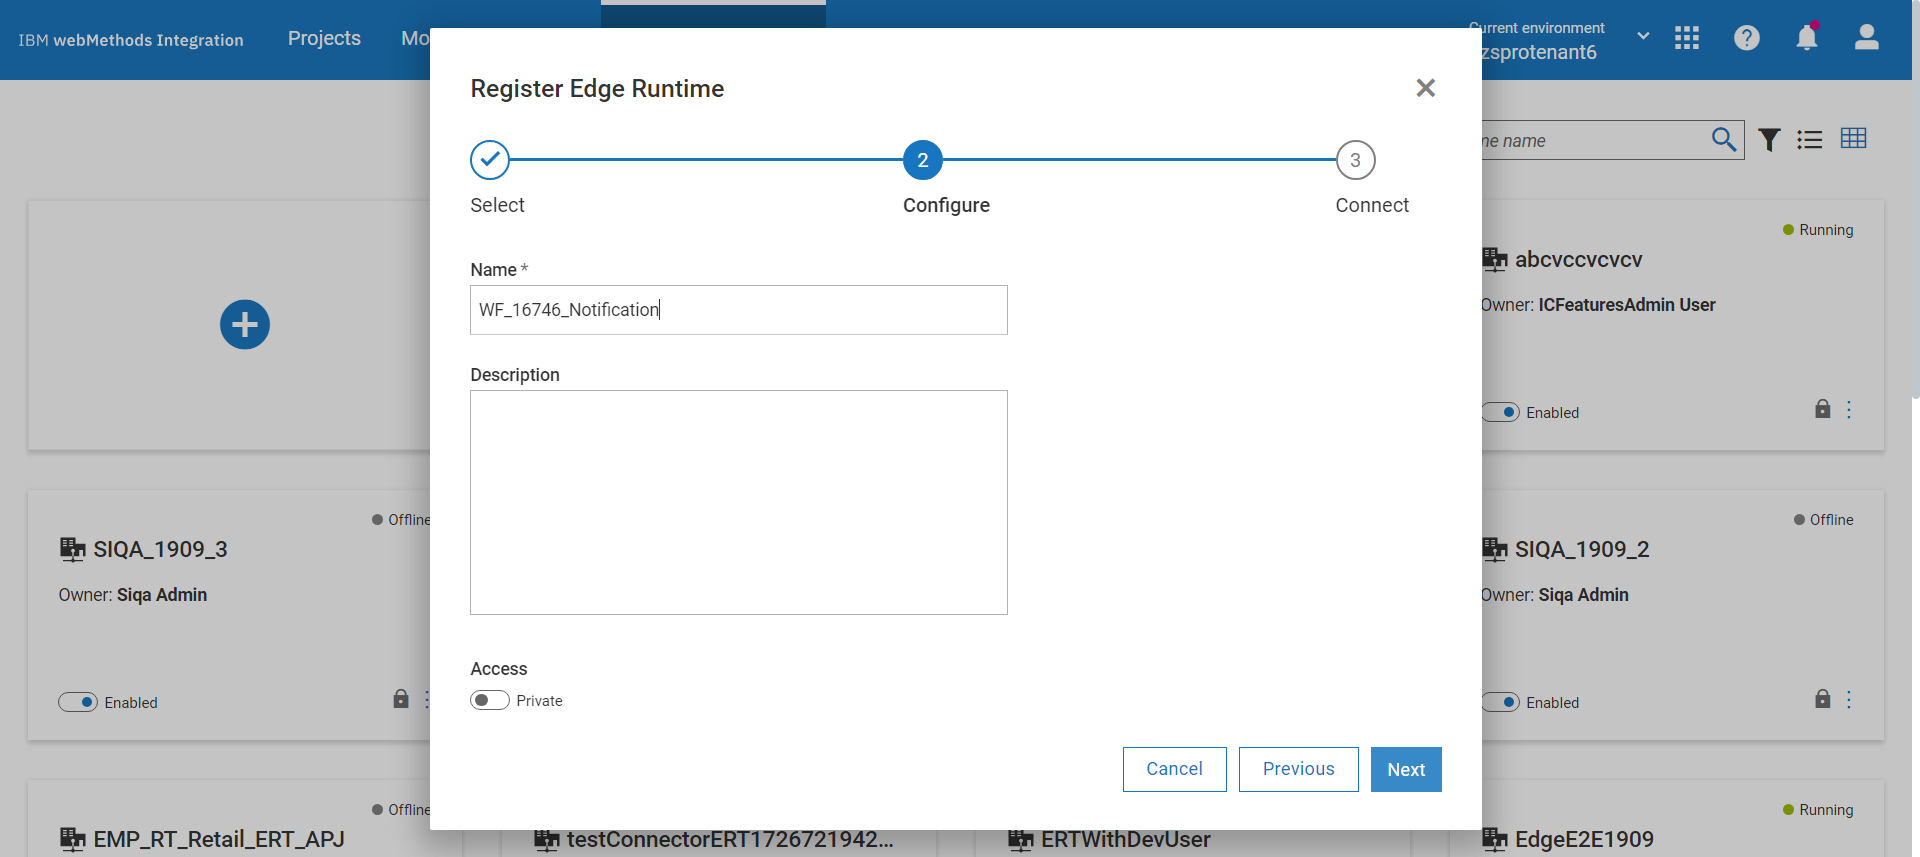 IBM webMethods Integration
Projects
Current environment
zsprotenant6
Register Edge Runtime
2
3
Select
Configure
Connect
name
Name *
WF_16746_Notification
Description
Access
Private
Cancel
Previous
Next
Running
abcvccvcvcv
Owner: ICFeaturesAdmin User
Enabled
Offline
SIQA_1909_3
Owner: Siqa Admin
Enabled
Offline
SIQA_1909_2
Owner: Siqa Admin
Enabled
Offline
EMP_RT_Retail_ERT_APJ
testConnectorERT1726721942...
ERTWithDevUser
Running
EdgeE2E1909